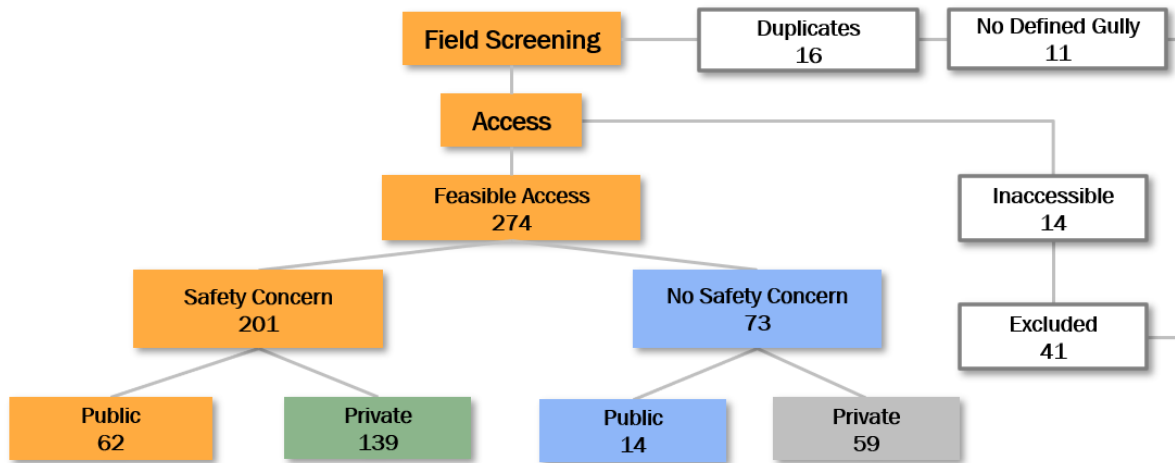 Field Screening
Duplicates
16
No Defined Gully
11
Access
Feasible Access
274
Inaccessible
14
Safety Concern
201
No Safety Concern
73
Excluded
41
Public
62
Private
139
Public
14
Private
59